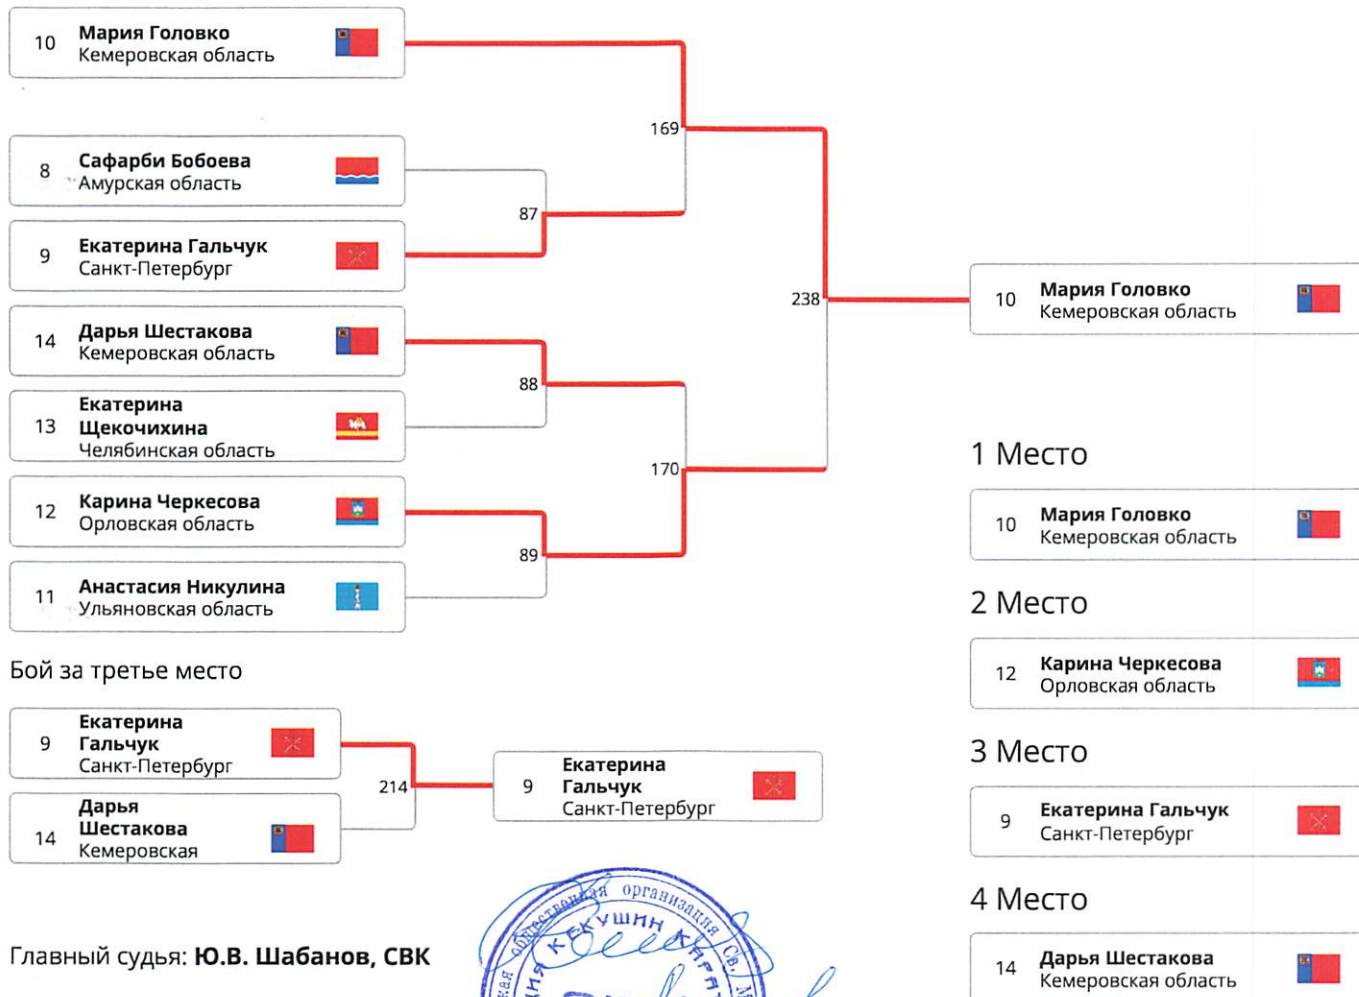 10 Мария Головко
Кемеровская область
8 Сафарби Бобоева
Амурская область
9 Екатерина Гальчук
Санкт-Петербург
14 Дарья Шестакова
Кемеровская область
13 Екатерина
Щекочихина
Челябинская область
12 Карина Черкесова
Орловская область
11 Анастасия Никулина
Ульяновская область
87
88
89
169
170
238
10 Мария Головко
Кемеровская область
Бой за третье место
9 Екатерина
Гальчук
Санкт-Петербург
14 Дарья
Шестакова
Кемеровская
214
9 Екатерина
Гальчук
Санкт-Петербург
1 Место
10 Мария Головко
Кемеровская область
2 Место
12 Карина Черкесова
Орловская область
3 Место
9 Екатерина Гальчук
Санкт-Петербург
4 Место
14 Дарья Шестакова
Кемеровская область
Главный судья: Ю.В. Шабанов, СВК
организация
КЕКУШИН